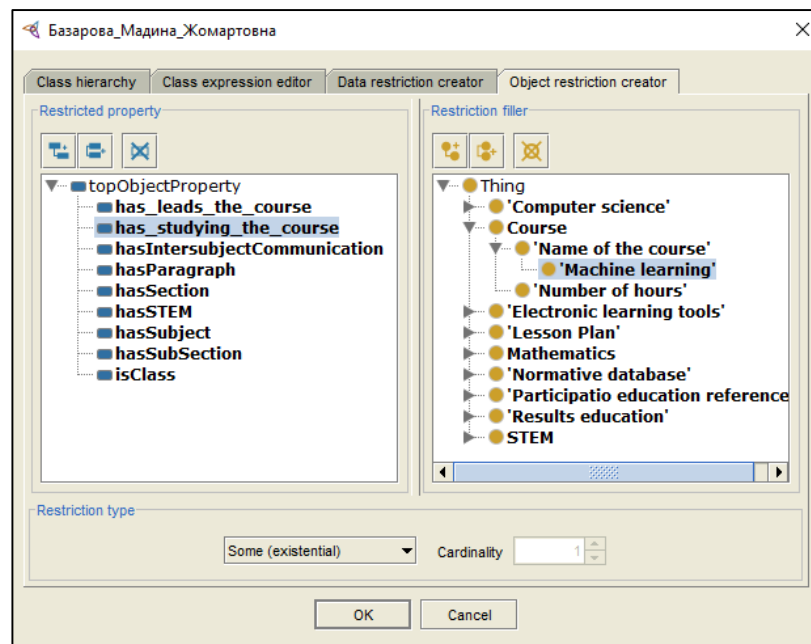 Базарова_Мадина_Жомартовна
Class hierarchy Class expression editor Data restriction creator Object restriction creator
Restricted property
topObjectProperty
has_leads_the_course
has_studying_the_course
hasIntersubjectCommunication
hasParagraph
hasSection
hasSTEM
hasSubject
hasSubSection
isClass
Restriction filler
Thing
'Computer science'
Course
'Name of the course'
'Machine learning'
'Number of hours'
'Electronic learning tools'
'Lesson Plan'
Mathematics
'Normative database'
'Participatio education reference
'Results education'
STEM
Restriction type
Some (existential) Cardinality 1
OK Cancel